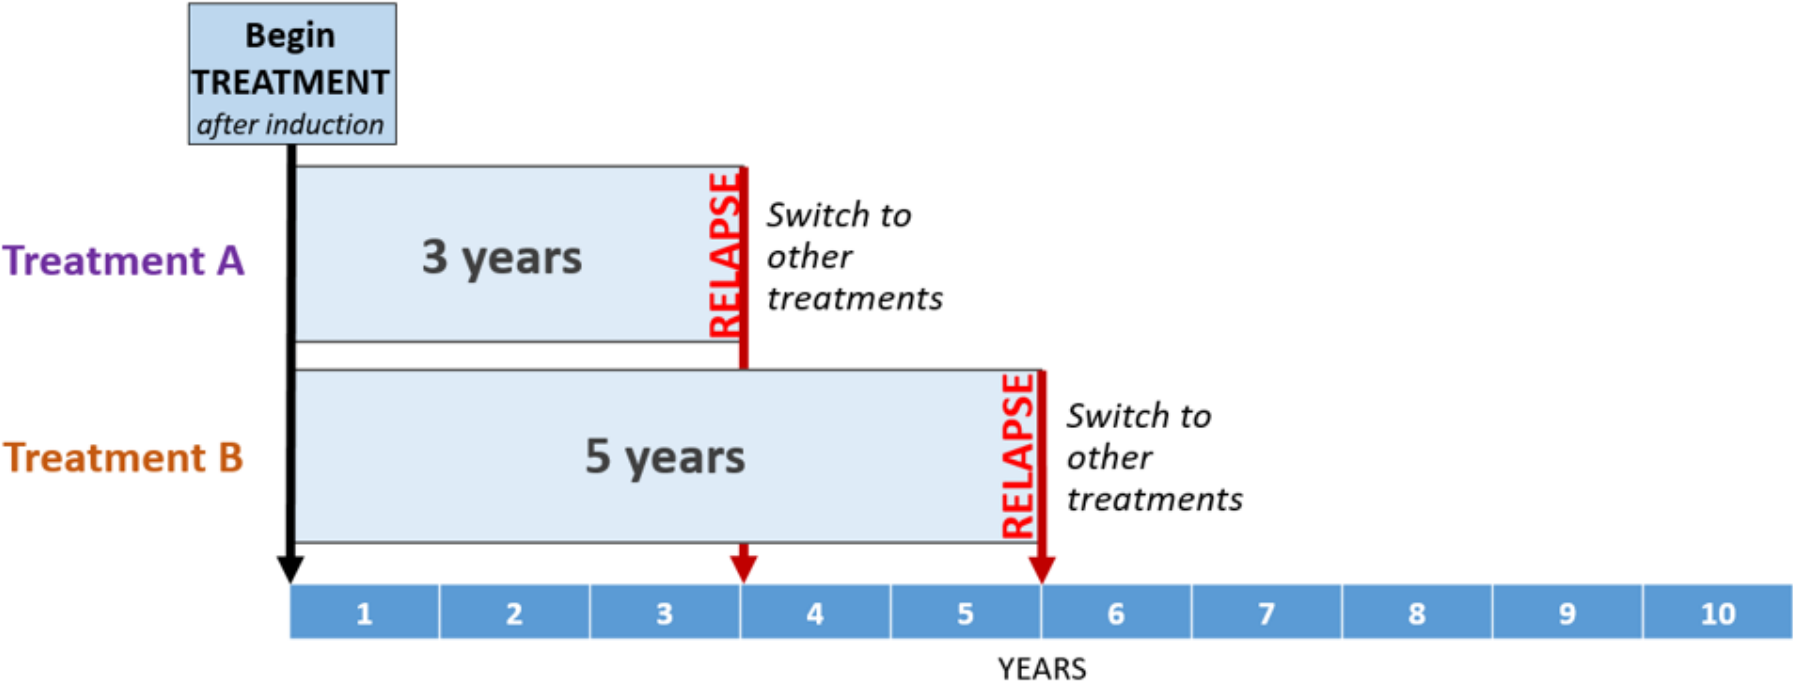 Begin
TREATMENT
after induction
Treatment A
3 years
RELAPSE
Switch to
other
treatments
Treatment B
5 years
RELAPSE
Switch to
other
treatments
1 2 3 4 5 6 7 8 9 10
YEARS